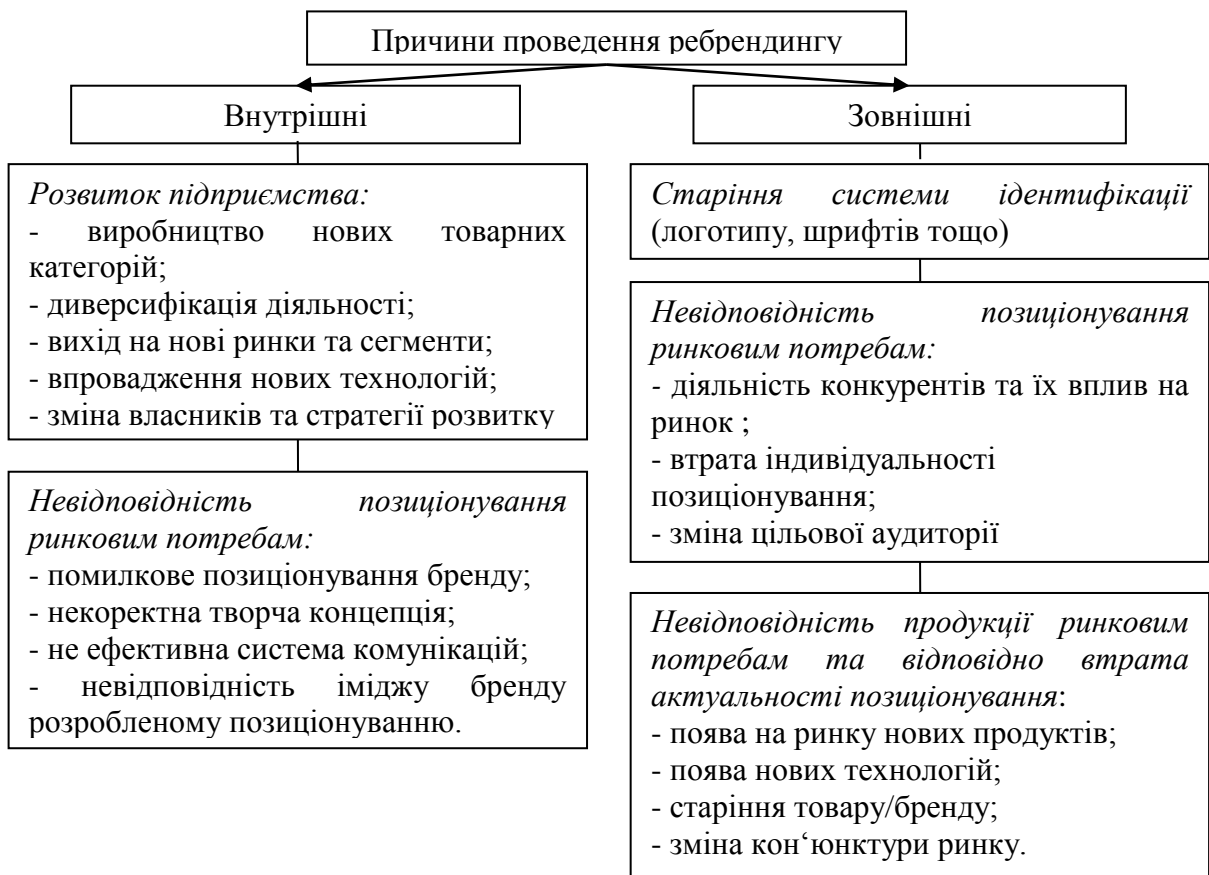 Причини проведення ребрендингу
Внутрішні
Розвиток підприємства:
- виробництво нових товарних
категорій;
- диверсифікація діяльності;
- вихід на нові ринки та сегменти;
- впровадження нових технологій;
- зміна власників та стратегії розвитку
Невідповідність позиціонування
ринковим потребам:
- помилкове позиціонування бренду;
- некоректна творча концепція;
- не ефективна система комунікацій;
- невідповідність іміджу бренду
розробленому позиціонуванню.
Зовнішні
Старіння системи ідентифікації
(логотипу, шрифтів тощо)
Невідповідність позиціонування
ринковим потребам:
- діяльність конкурентів та їх вплив на
ринок ;
- втрата індивідуальності
позиціонування;
- зміна цільової аудиторії
Невідповідність продукції ринковим
потребам та відповідно втрата
актуальності позиціонування:
- поява на ринку нових продуктів;
- поява нових технологій;
- старіння товару/бренду;
- зміна кон‘юнктури ринку.